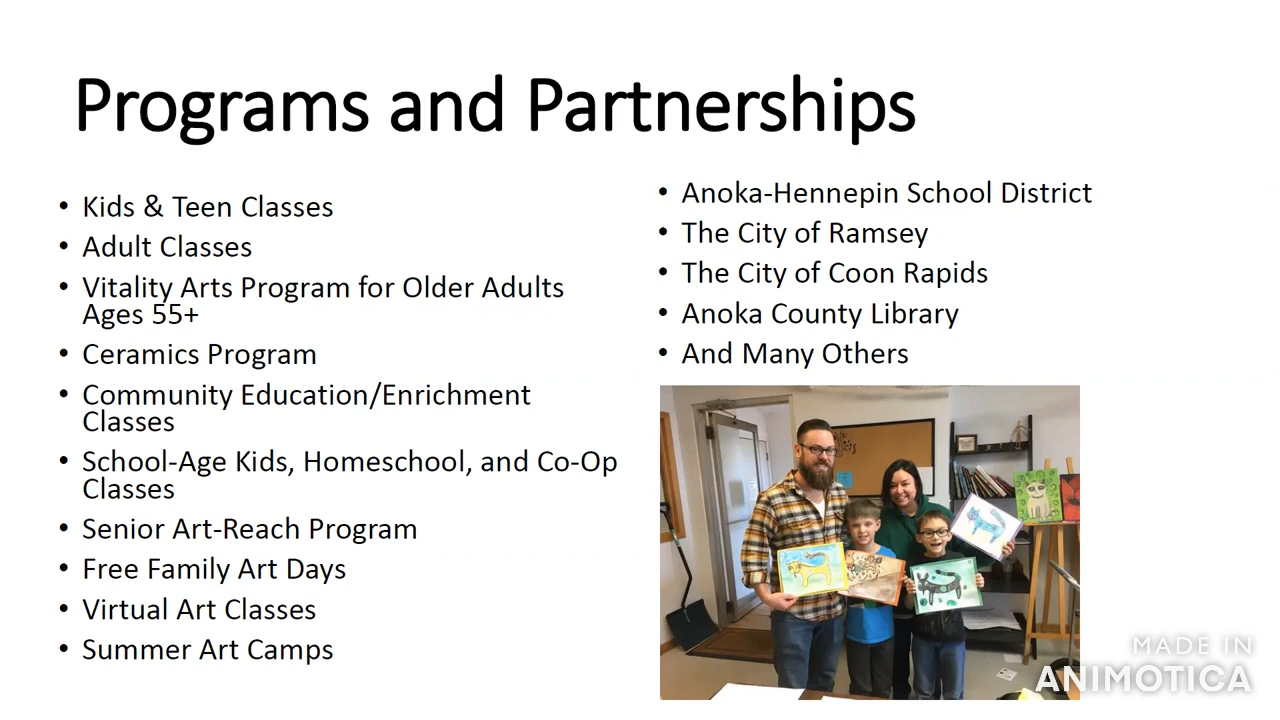 Programs and Partnerships
• Kids & Teen Classes
• Adult Classes
• Vitality Arts Program for Older Adults
Ages 55+
• Ceramics Program
• Community Education/Enrichment
Classes
• School-Age Kids, Homeschool, and Co-Op
Classes
• Senior Art-Reach Program
• Free Family Art Days
• Virtual Art Classes
• Summer Art Camps
• Anoka-Hennepin School District
• The City of Ramsey
• The City of Coon Rapids
• Anoka County Library
• And Many Others
MADE IN
ANIMOTICA